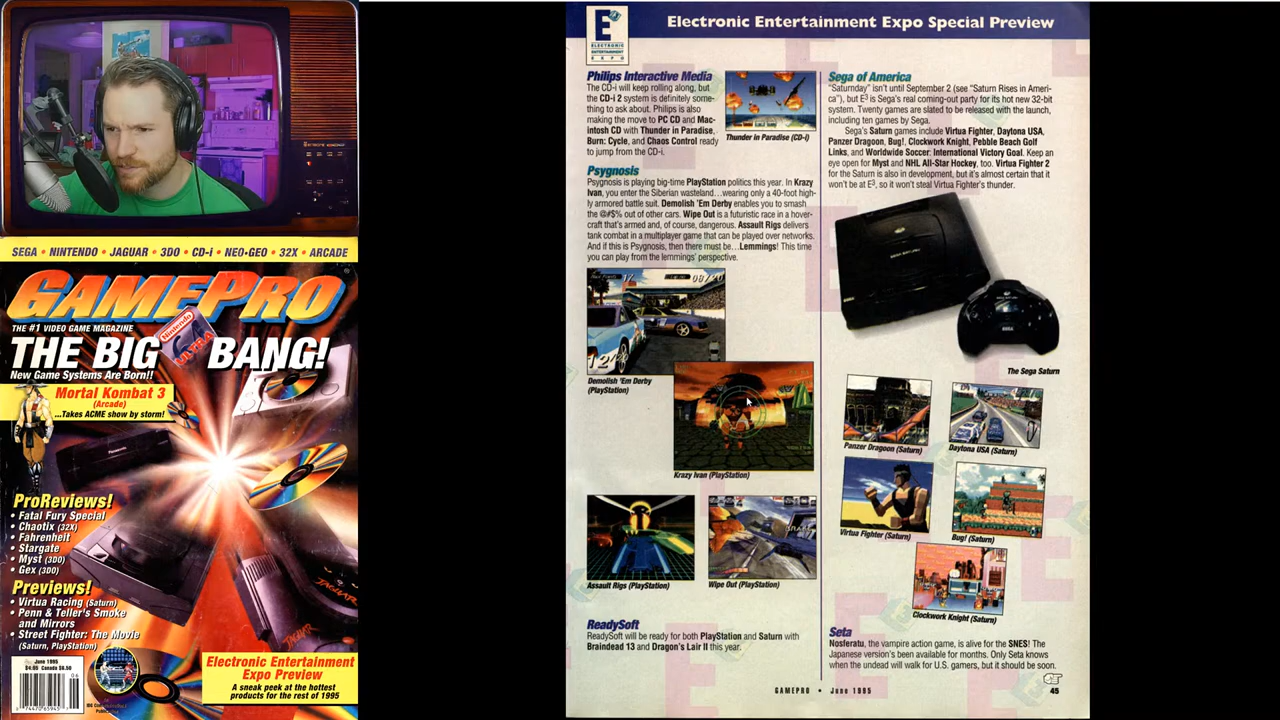 SEGA • NINTENDO • JAGUAR • 3DO • CD-i • NEO•GEO • 32X • ARCADE
GAMEPRO
THE #1 VIDEO GAME MAGAZINE
THE BIG BANG!
Nintendo
ULTRA
New Game Systems Are Born!!
Mortal Kombat 3
(Arcade)
...Takes ACME show by storm!
ProReviews!
• Fatal Fury Special
• Chaotix (32X)
• Fahrenheit
• Stargate
• Myst (3DO)
• Gex (3DO)
Previews!
• Virtua Racing (Saturn)
• Penn & Teller's Smoke
and Mirrors
• Street Fighter: The Movie
(Saturn, PlayStation)
JAGUAR
June 1995
Electronic Entertainment
Expo Preview
A sneak peek at the hottest
products for the rest of 1995
E3
ELECTRONIC
ENTERTAINMENT
EXPO
Electronic Entertainment Expo Special Preview
Philips Interactive Media
The CD-i will keep rolling along, but
the CD-i 2 system is definitely some-
thing to ask about. Philips is also
making the move to PC CD and Mac-
intosh CD with Thunder in Paradise,
Burn: Cycle, and Chaos Control ready
to jump from the CD-i.
Thunder in Paradise (CD-I)
Psygnosis
Psygnosis is playing big-time PlayStation politics this year. In Krazy
Ivan, you enter the Siberian wasteland...wearing only a 40-foot high-
ly armored battle suit. Demolish 'Em Derby enables you to smash
the @#$% out of other cars. Wipe Out is a futuristic race in a hover-
craft that's armed and, of course, dangerous. Assault Rigs delivers
tank combat in a multiplayer game that can be played over networks.
And if this is Psygnosis, then there must be...Lemmings! This time
you can play from the lemmings' perspective.
Demolish 'Em Derby
(PlayStation)
Krazy Ivan (PlayStation)
Assault Rigs (PlayStation)
Wipe Out (PlayStation)
ReadySoft
ReadySoft will be ready for both PlayStation and Saturn with
Braindead 13 and Dragon's Lair II this year.
Sega of America
"Saturnday" isn't until September 2 (see "Saturn Rises in Ameri-
ca"), but E3 is Sega's real coming-out party for its hot new 32-bit
system. Twenty games are slated to be released with the launch,
including ten games by Sega.
Sega's Saturn games include Virtua Fighter, Daytona USA,
Panzer Dragoon, Bug!, Clockwork Knight, Pebble Beach Golf
Links, and Worldwide Soccer: International Victory Goal. Keep an
eye open for Myst and NHL All-Star Hockey, too. Virtua Fighter 2
for the Saturn is also in development, but it's almost certain that it
won't be at E3, so it won't steal Virtua Fighter's thunder.
SEGA
The Sega Saturn
Panzer Dragoon (Saturn)
Daytona USA (Saturn)
Virtua Fighter (Saturn)
Bug! (Saturn)
Clockwork Knight (Saturn)
Seta
Nosferatu, the vampire action game, is alive for the SNES! The
Japanese version's been available for months. Only Seta knows
when the undead will walk for U.S. gamers, but it should be soon.
GAMEPRO • June 1995
45